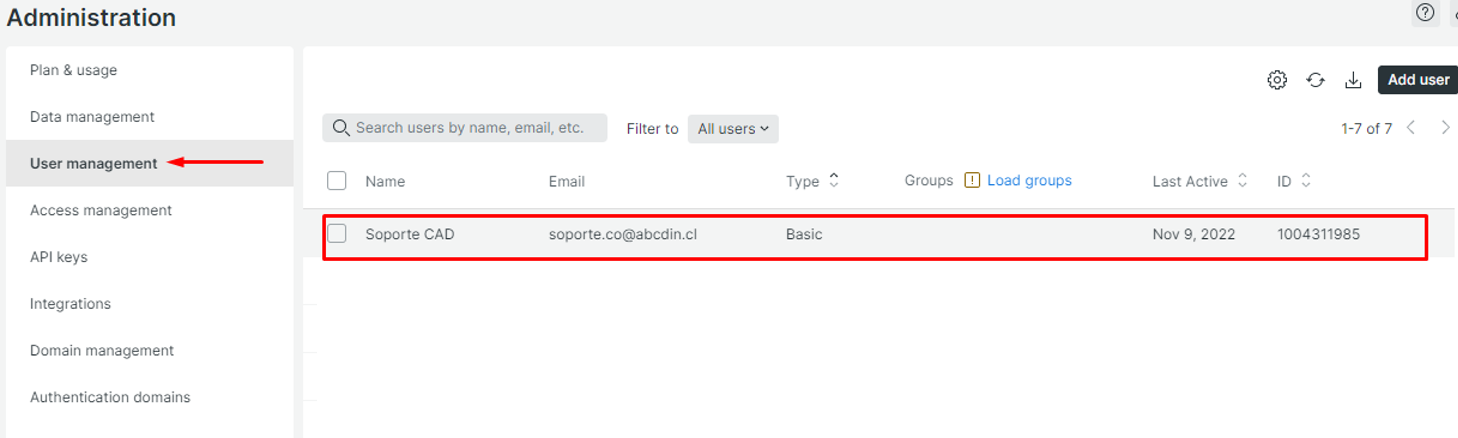 Administration
Plan & usage
Data management
User management
Access management
API keys
Integrations
Domain management
Authentication domains
Add user
Search users by name, email, etc.
Filter to
All users
1-7 of 7
Name
Email
Type
Groups
Load groups
Last Active
ID
Soporte CAD
soporte.co@abcdin.cl
Basic
Nov 9, 2022
1004311985